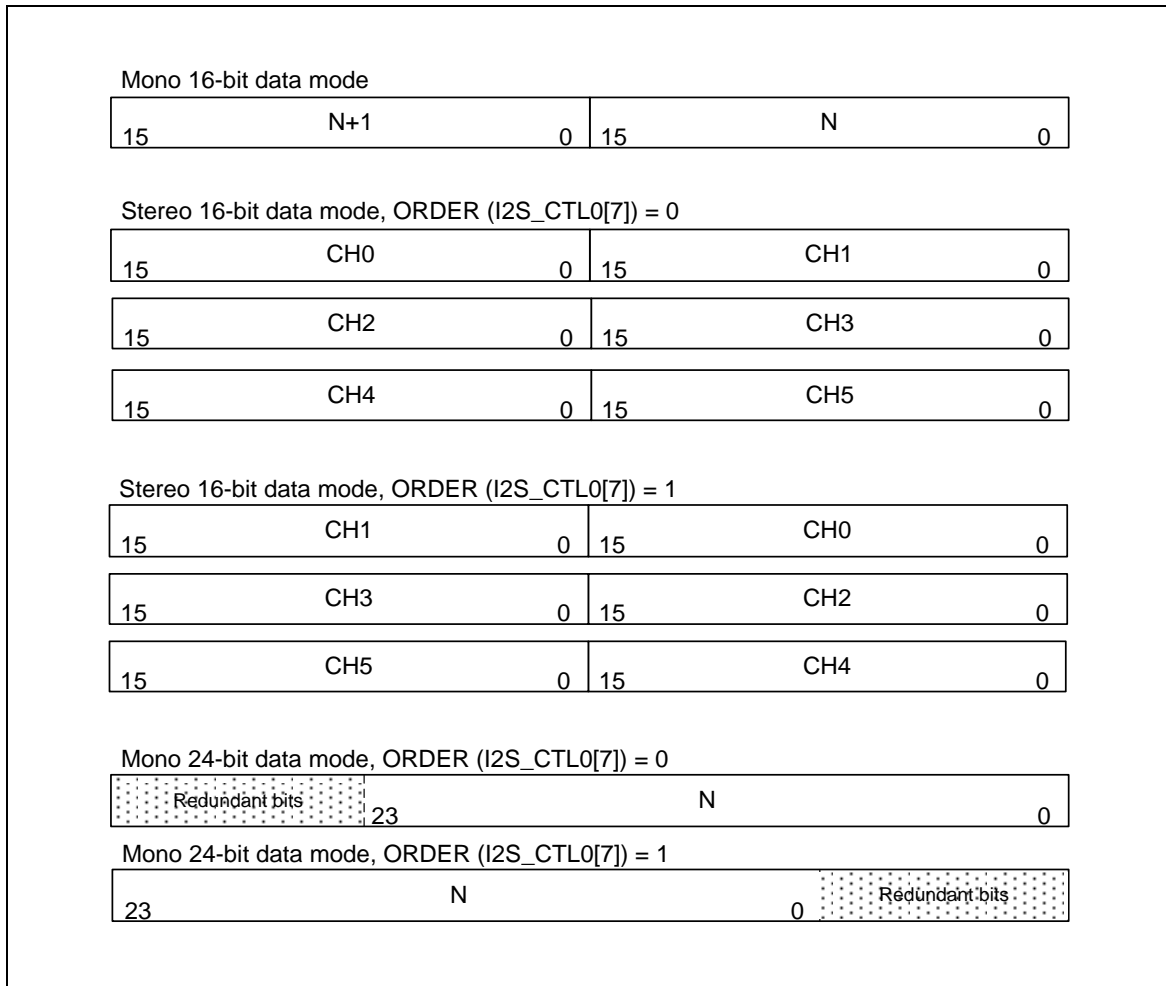 Mono 16-bit data mode
15 N+1 0 15 N 0
Stereo 16-bit data mode, ORDER (I2S_CTL0[7]) = 0
15 CH0 0 15 CH1 0
15 CH2 0 15 CH3 0
15 CH4 0 15 CH5 0
Stereo 16-bit data mode, ORDER (I2S_CTL0[7]) = 1
15 CH1 0 15 CH0 0
15 CH3 0 15 CH2 0
15 CH5 0 15 CH4 0
Mono 24-bit data mode, ORDER (I2S_CTL0[7]) = 0
Redundant bits 23 N 0
Mono 24-bit data mode, ORDER (I2S_CTL0[7]) = 1
23 N 0 Redundant bits